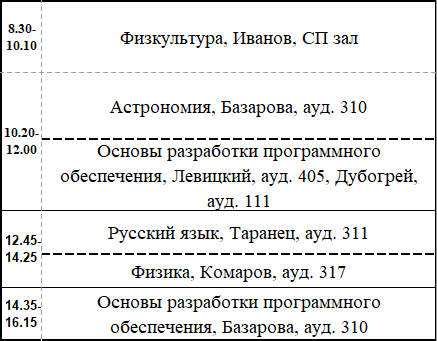 8.30-
10.10
Физкультура, Иванов, СП зал
10.20-
12.00
Астрономия, Базарова, ауд. 310
Основы разработки программного
обеспечения, Левицкий, ауд. 405, Дубогрей,
ауд. 111
12.45-
14.25
Русский язык, Таранец, ауд. 311
Физика, Комаров, ауд. 317
14.35-
16.15
Основы разработки программного
обеспечения, Базарова, ауд. 310